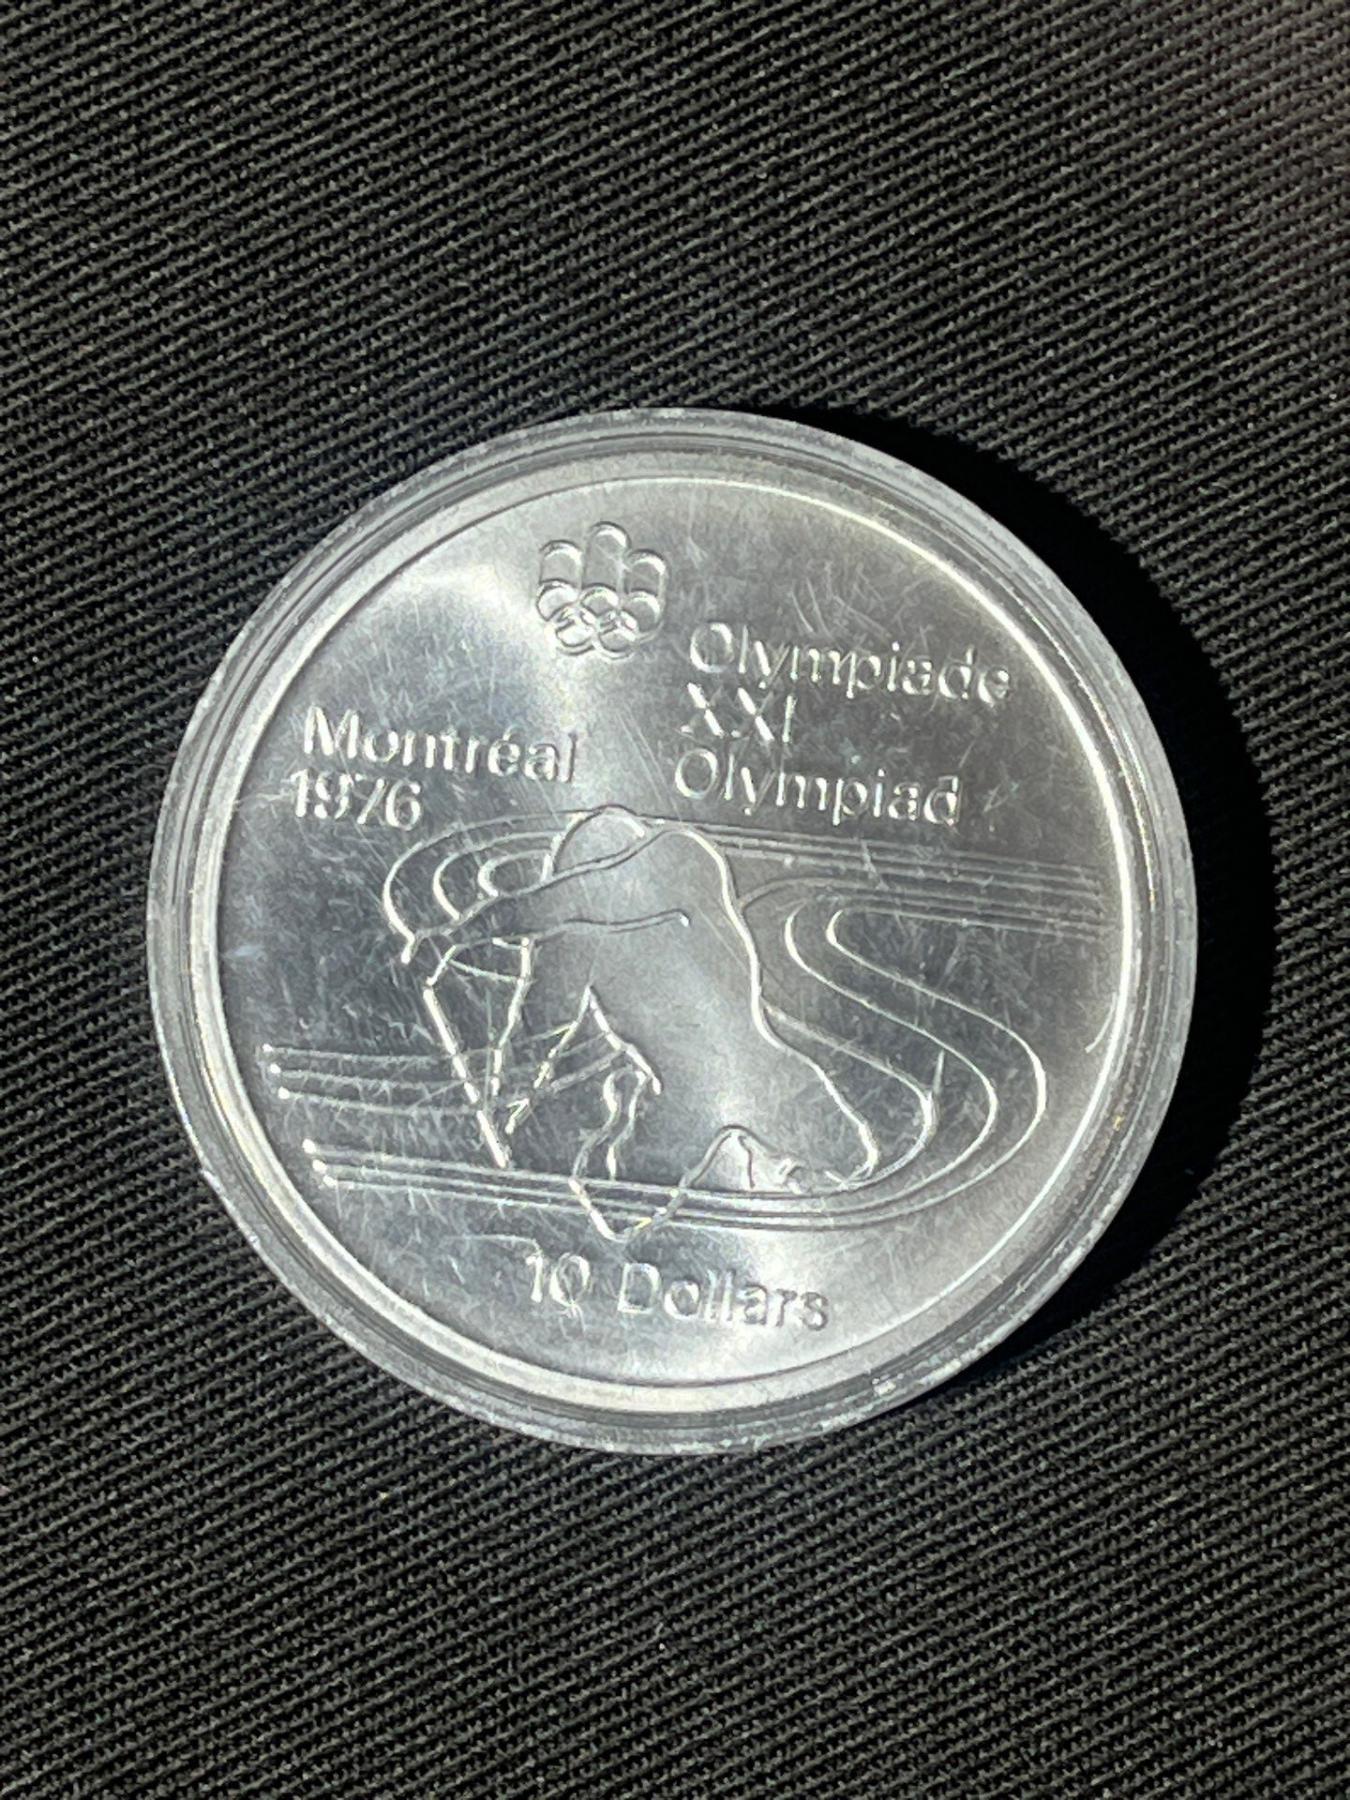 Olympiade
XXI
Olympiad
Montréal
1976
10 Dollars